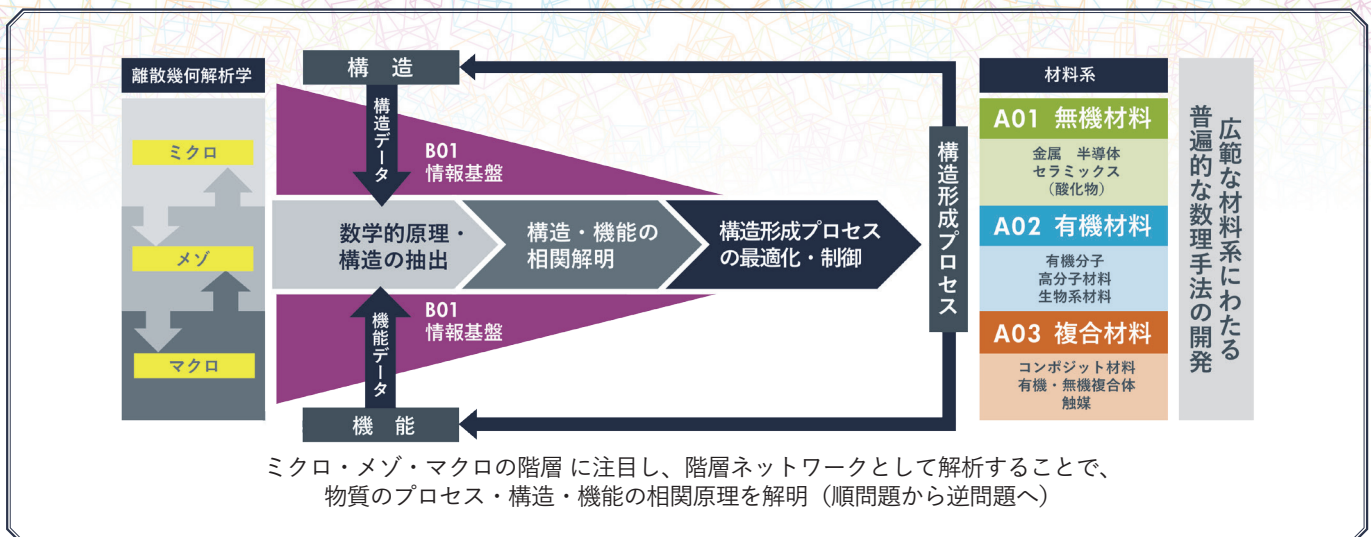 離散幾何解析学
ミクロ
メゾ
マクロ
構 造
構造データ
B01
情報基盤
数学的原理・
構造の抽出
構造・機能の
相関解明
構造形成プロセス
の最適化・制御
B01
情報基盤
機能データ
機 能
構造形成プロセス
材料系
A01 無機材料
金属 半導体
セラミックス
(酸化物)
A02 有機材料
有機分子
高分子材料
生物系材料
A03 複合材料
コンポジット材料
有機・無機複合体
触媒
広範な材料系にわたる
普遍的な数理手法の開発
ミクロ・メゾ・マクロの階層 に注目し、階層ネットワークとして解析することで、
物質のプロセス・構造・機能の相関原理を解明（順問題から逆問題へ）